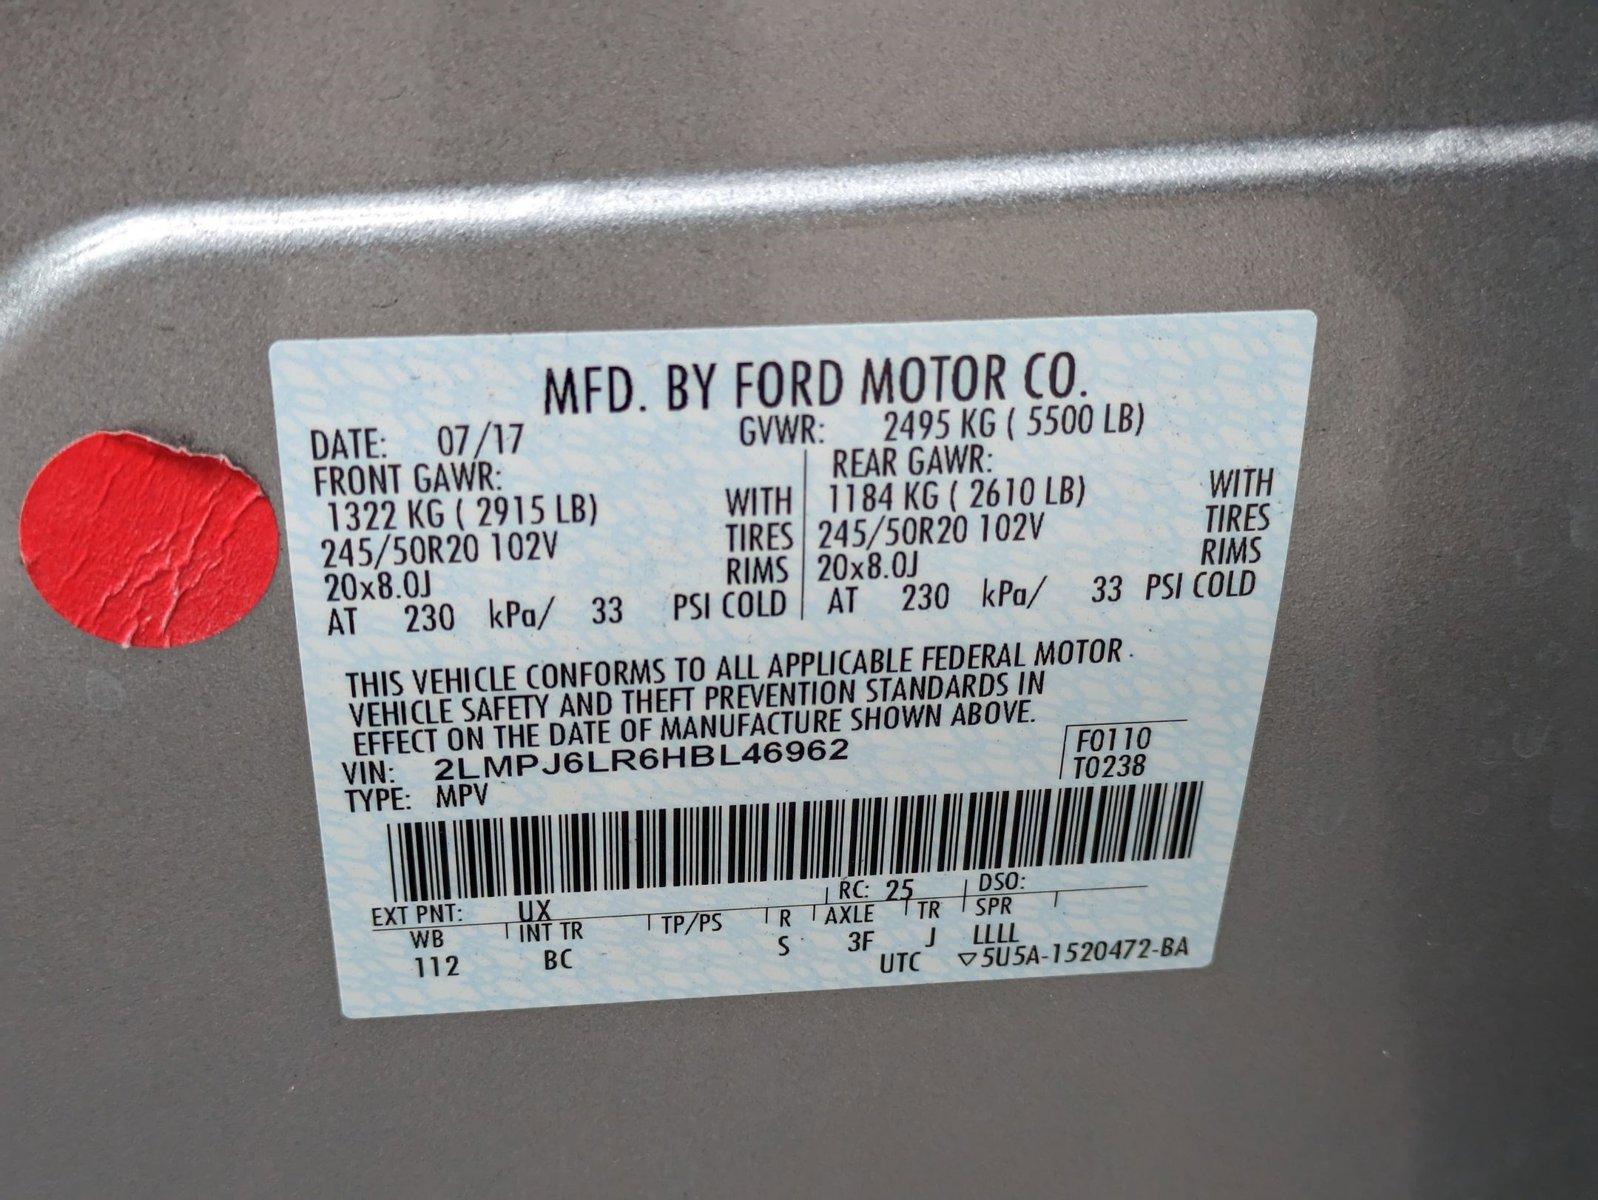 MFD. BY FORD MOTOR CO.
DATE: 07/17 GVWR: 2495 KG ( 5500 LB)
FRONT GAWR: REAR GAWR:
1322 KG ( 2915 LB) WITH 1184 KG ( 2610 LB) WITH
245/50R20 102V TIRES 245/50R20 102V TIRES
20x8.0J RIMS 20x8.0J RIMS
AT 230 kPa/ 33 PSI COLD AT 230 kPa/ 33 PSI COLD
THIS VEHICLE CONFORMS TO ALL APPLICABLE FEDERAL MOTOR
VEHICLE SAFETY AND THEFT PREVENTION STANDARDS IN
EFFECT ON THE DATE OF MANUFACTURE SHOWN ABOVE.
VIN: 2LMPJ6LR6HBL46962 F0110
TYPE: MPV T0238
EXT PNT: UX RC: 25 DSO:
WB INT TR TP/PS R AXLE TR SPR
112 BC S 3F J LLLL
UTC ▽5U5A-1520472-BA